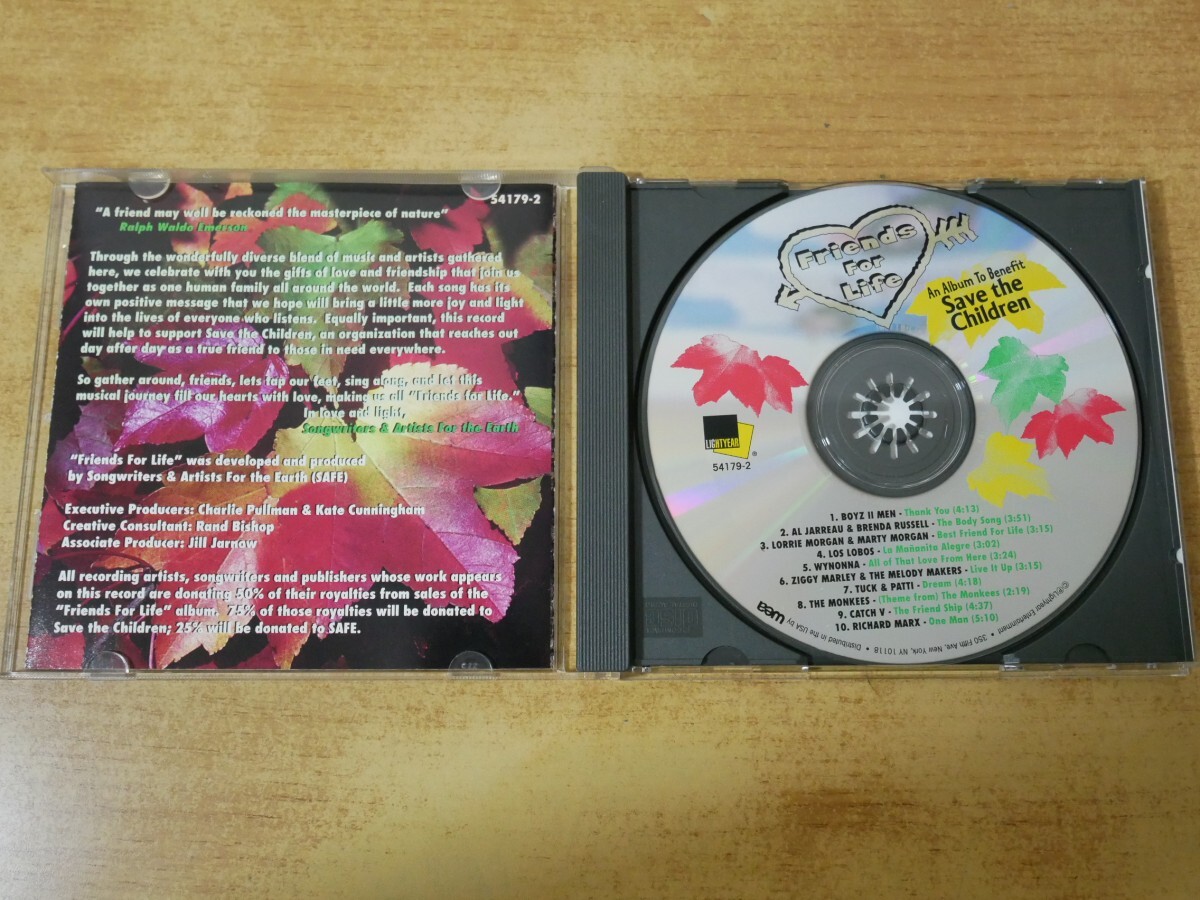 54179-2
"A friend may well be reckoned the masterpiece of nature"
Ralph Waldo Emerson
Through the wonderfully diverse blend of music and artists gathered
here, we celebrate with you the gifts of love and friendship that join us
together as one human family all around the world. Each song has its
own positive message that we hope will bring a little more joy and light
into the lives of everyone who listens. Equally important, this record
will help to support Save the Children, an organization that reaches out
day after day as a true friend to those in need everywhere.
So gather around, friends, lets tap our feet, sing along, and let this
musical journey fill our hearts with love, making us all "Friends for Life."
In love and light,
Songwriters & Artists For the Earth
"Friends For Life" was developed and produced
by Songwriters & Artists For the Earth (SAFE)
Executive Producers: Charlie Pullman & Kate Cunningham
Creative Consultant: Rand Bishop
Associate Producer: Jill Jarnow
All recording artists, songwriters and publishers whose work appears
on this record are donating 50% of their royalties from sales of the
"Friends For Life" album. 75% of those royalties will be donated to
Save the Children; 25% will be donated to SAFE.
Friends
For
Life
An Album To Benefit
Save the
Children
LIGHTYEAR
®
54179-2
1. BOYZ II MEN - Thank You (4:13)
2. AL JARREAU & BRENDA RUSSELL - The Body Song (3:51)
3. LORRIE MORGAN & MARTY MORGAN - Best Friend For Life (3:15)
4. LOS LOBOS - La Mañanita Alegre (3:02)
5. WYNONNA - All of That Love From Here (3:24)
6. ZIGGY MARLEY & THE MELODY MAKERS - Live It Up (3:15)
7. TUCK & PATTI - Dream (4:18)
8. THE MONKEES - (Theme from) The Monkees (2:19)
9. CATCH V - The Friend Ship (4:37)
10. RICHARD MARX - One Man (5:10)
©Lightyear Entertainment • 350 Fifth Ave, New York, NY 10118 • Distributed in the USA by wea